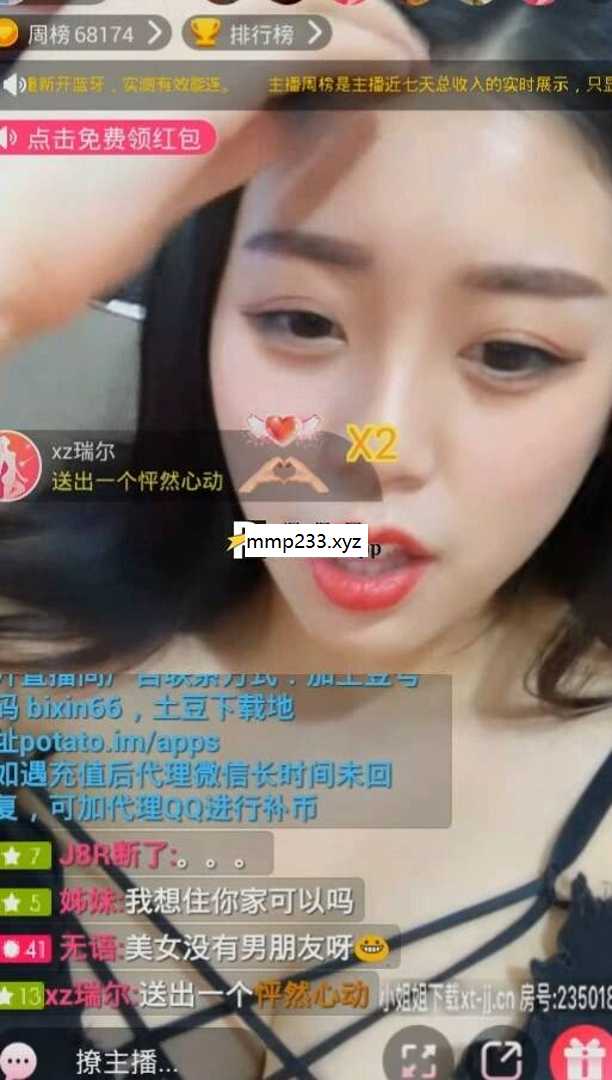 周榜 68174
排行榜
重新开蓝牙，实测有效能连。 主播周榜是主播近七天总收入的实时展示，只显
点击免费领红包
xz瑞尔
送出一个怦然心动
X2
mmp233.xyz
码 bixin66，土豆下载地
址potato.im/apps
如遇充值后代理微信长时间未回
复，可加代理QQ进行补币
7 J8R断了:。。。
5 姊妹:我想住你家可以吗
41 无语:美女没有男朋友呀
13 xz瑞尔:送出一个怦然心动
小姐姐下载xt-jj.cn 房号:235018
撩主播...